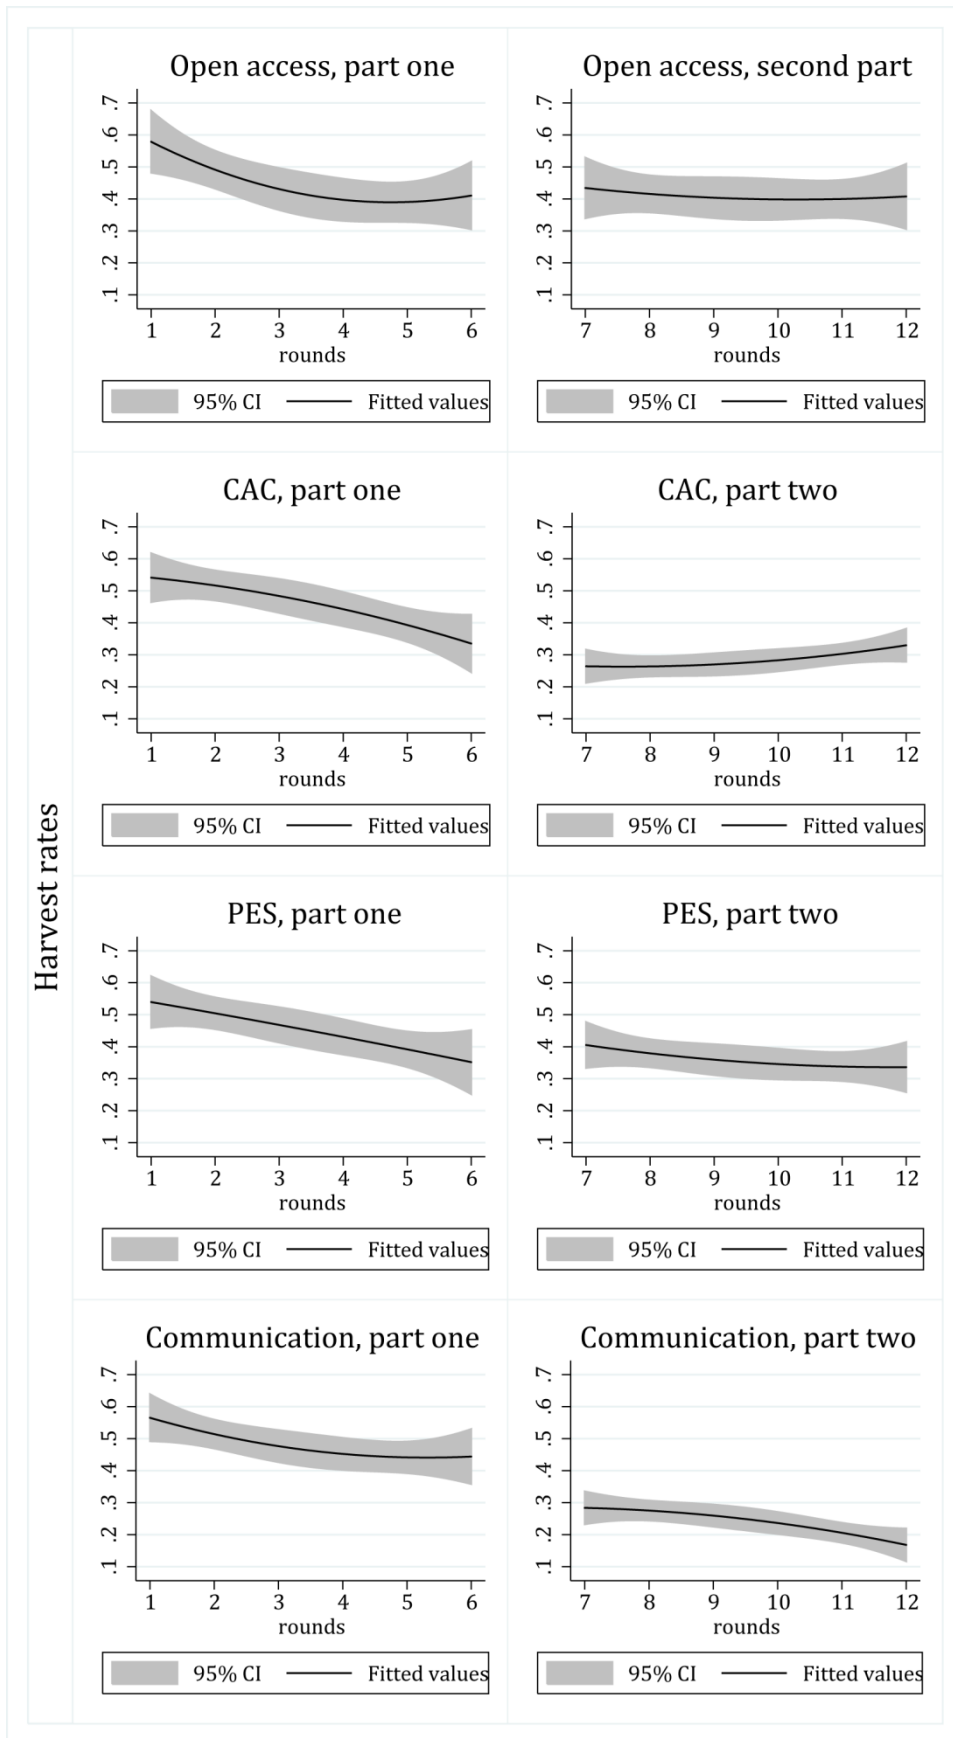 Harvest rates
Open access, part one
.7
.6
.5
.4
.3
.2
.1
1 2 3 4 5 6
rounds
95% CI Fitted values
Open access, second part
.7
.6
.5
.4
.3
.2
.1
7 8 9 10 11 12
rounds
95% CI Fitted values
CAC, part one
.7
.6
.5
.4
.3
.2
.1
1 2 3 4 5 6
rounds
95% CI Fitted values
CAC, part two
.7
.6
.5
.4
.3
.2
.1
7 8 9 10 11 12
rounds
95% CI Fitted values
PES, part one
.7
.6
.5
.4
.3
.2
.1
1 2 3 4 5 6
rounds
95% CI Fitted values
PES, part two
.7
.6
.5
.4
.3
.2
.1
7 8 9 10 11 12
rounds
95% CI Fitted values
Communication, part one
.7
.6
.5
.4
.3
.2
.1
1 2 3 4 5 6
rounds
95% CI Fitted values
Communication, part two
.7
.6
.5
.4
.3
.2
.1
7 8 9 10 11 12
rounds
95% CI Fitted values